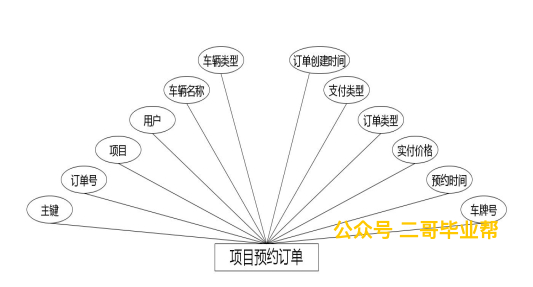 车辆类型
订单创建时间
车辆名称
支付类型
用户
订单类型
项目
实付价格
订单号
预约时间
主键
车牌号
公众号 二哥毕业帮
项目预约订单